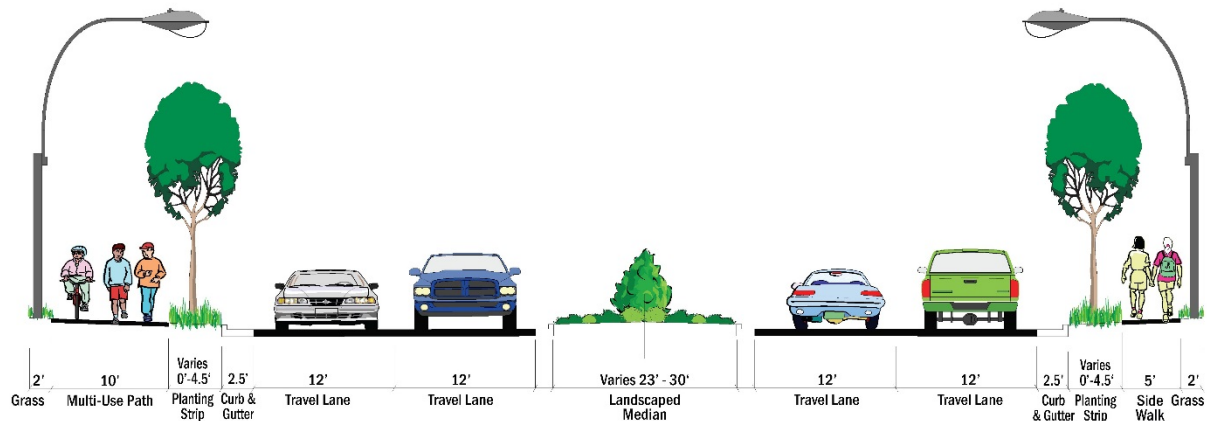 2' 10' Varies 0'-4.5' 2.5' 12' 12' Varies 23' - 30' 12' 12' 2.5' Varies 0'-4.5' 5' 2'
Grass Multi-Use Path Planting Strip Curb & Gutter Travel Lane Travel Lane Landscaped Median Travel Lane Travel Lane Curb & Gutter Planting Strip Side Walk Grass